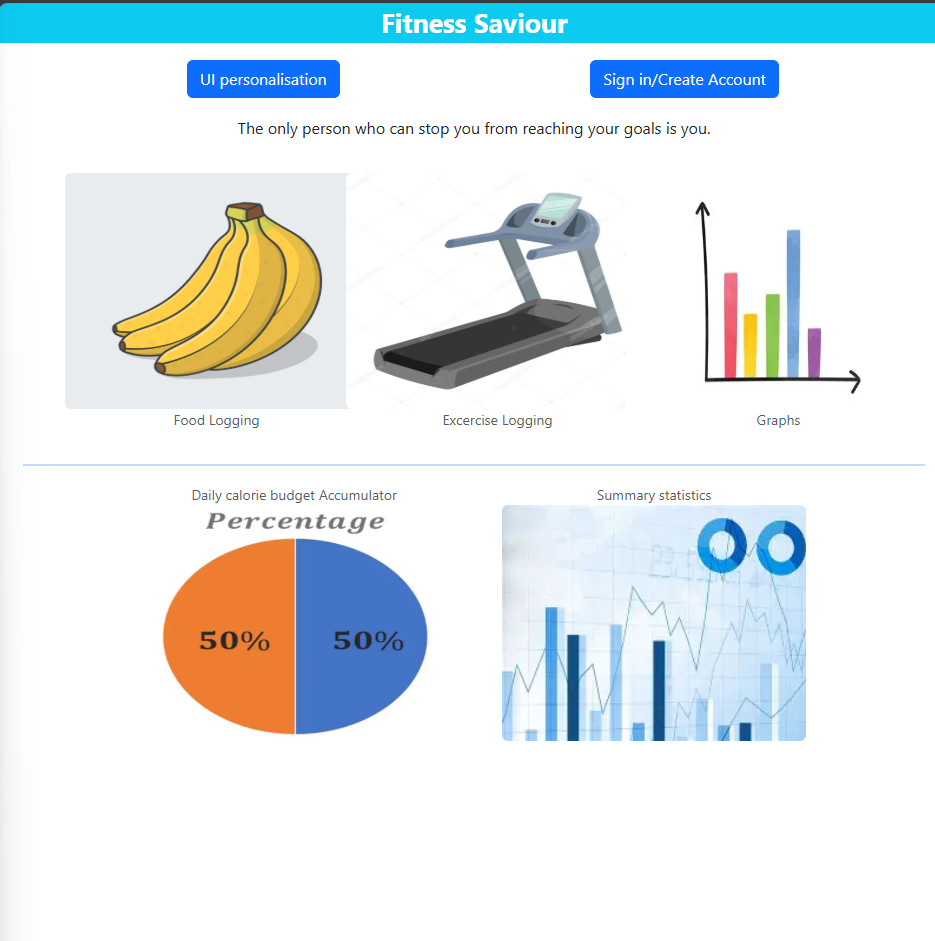 Fitness Saviour
UI personalisation
Sign in/Create Account
The only person who can stop you from reaching your goals is you.
Food Logging
Excercise Logging
Graphs
Daily calorie budget Accumulator
Summary statistics
Percentage
50%
50%